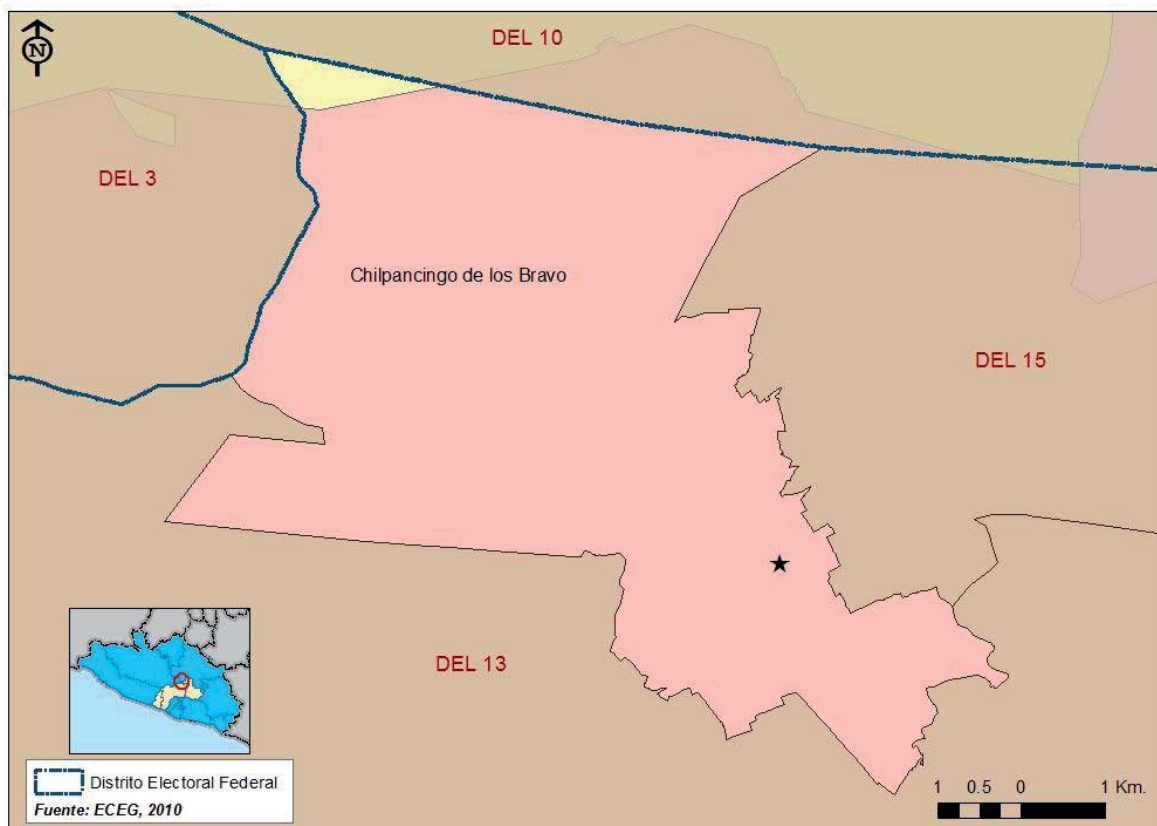 N
DEL 10
DEL 3
Chilpancingo de los Bravo
DEL 15
DEL 13
Distrito Electoral Federal
Fuente: ECEG, 2010
1 0.5 0 1 Km.